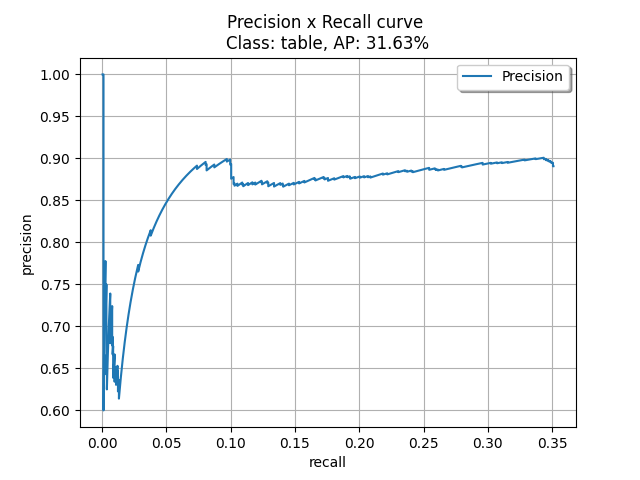 Precision x Recall curve
Class: table, AP: 31.63%
Precision
1.00
0.95
0.90
0.85
0.80
0.75
0.70
0.65
0.60
precision
0.00 0.05 0.10 0.15 0.20 0.25 0.30 0.35
recall